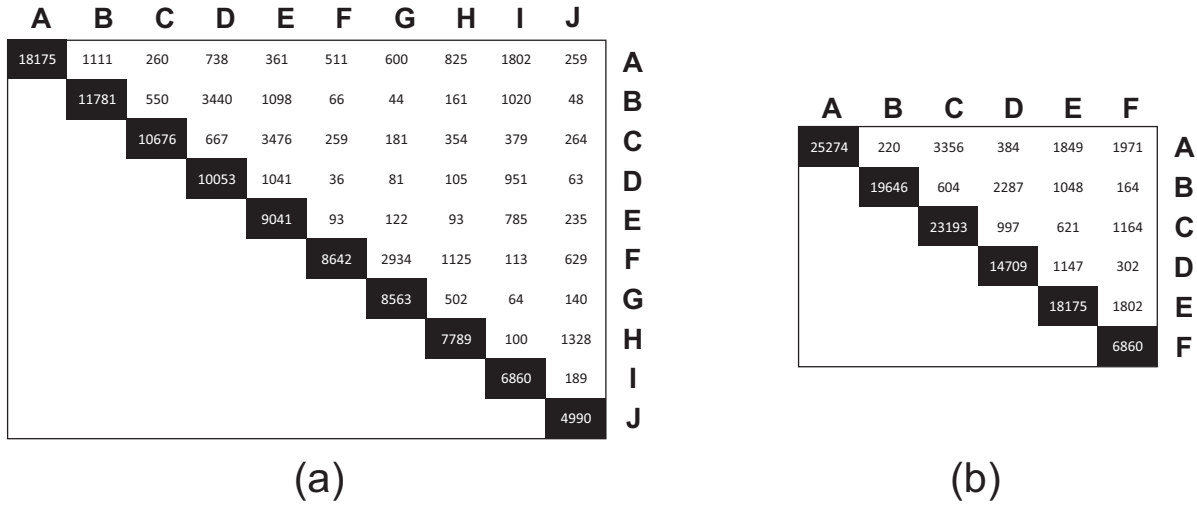 A B C D E F G H I J
18175 1111 260 738 361 511 600 825 1802 259 A
11781 550 3440 1098 66 44 161 1020 48 B
10676 667 3476 259 181 354 379 264 C
10053 1041 36 81 105 951 63 D
9041 93 122 93 785 235 E
8642 2934 1125 113 629 F
8563 502 64 140 G
7789 100 1328 H
6860 189 I
4990 J
(a)
A B C D E F
25274 220 3356 384 1849 1971 A
19646 604 2287 1048 164 B
23193 997 621 1164 C
14709 1147 302 D
18175 1802 E
6860 F
(b)